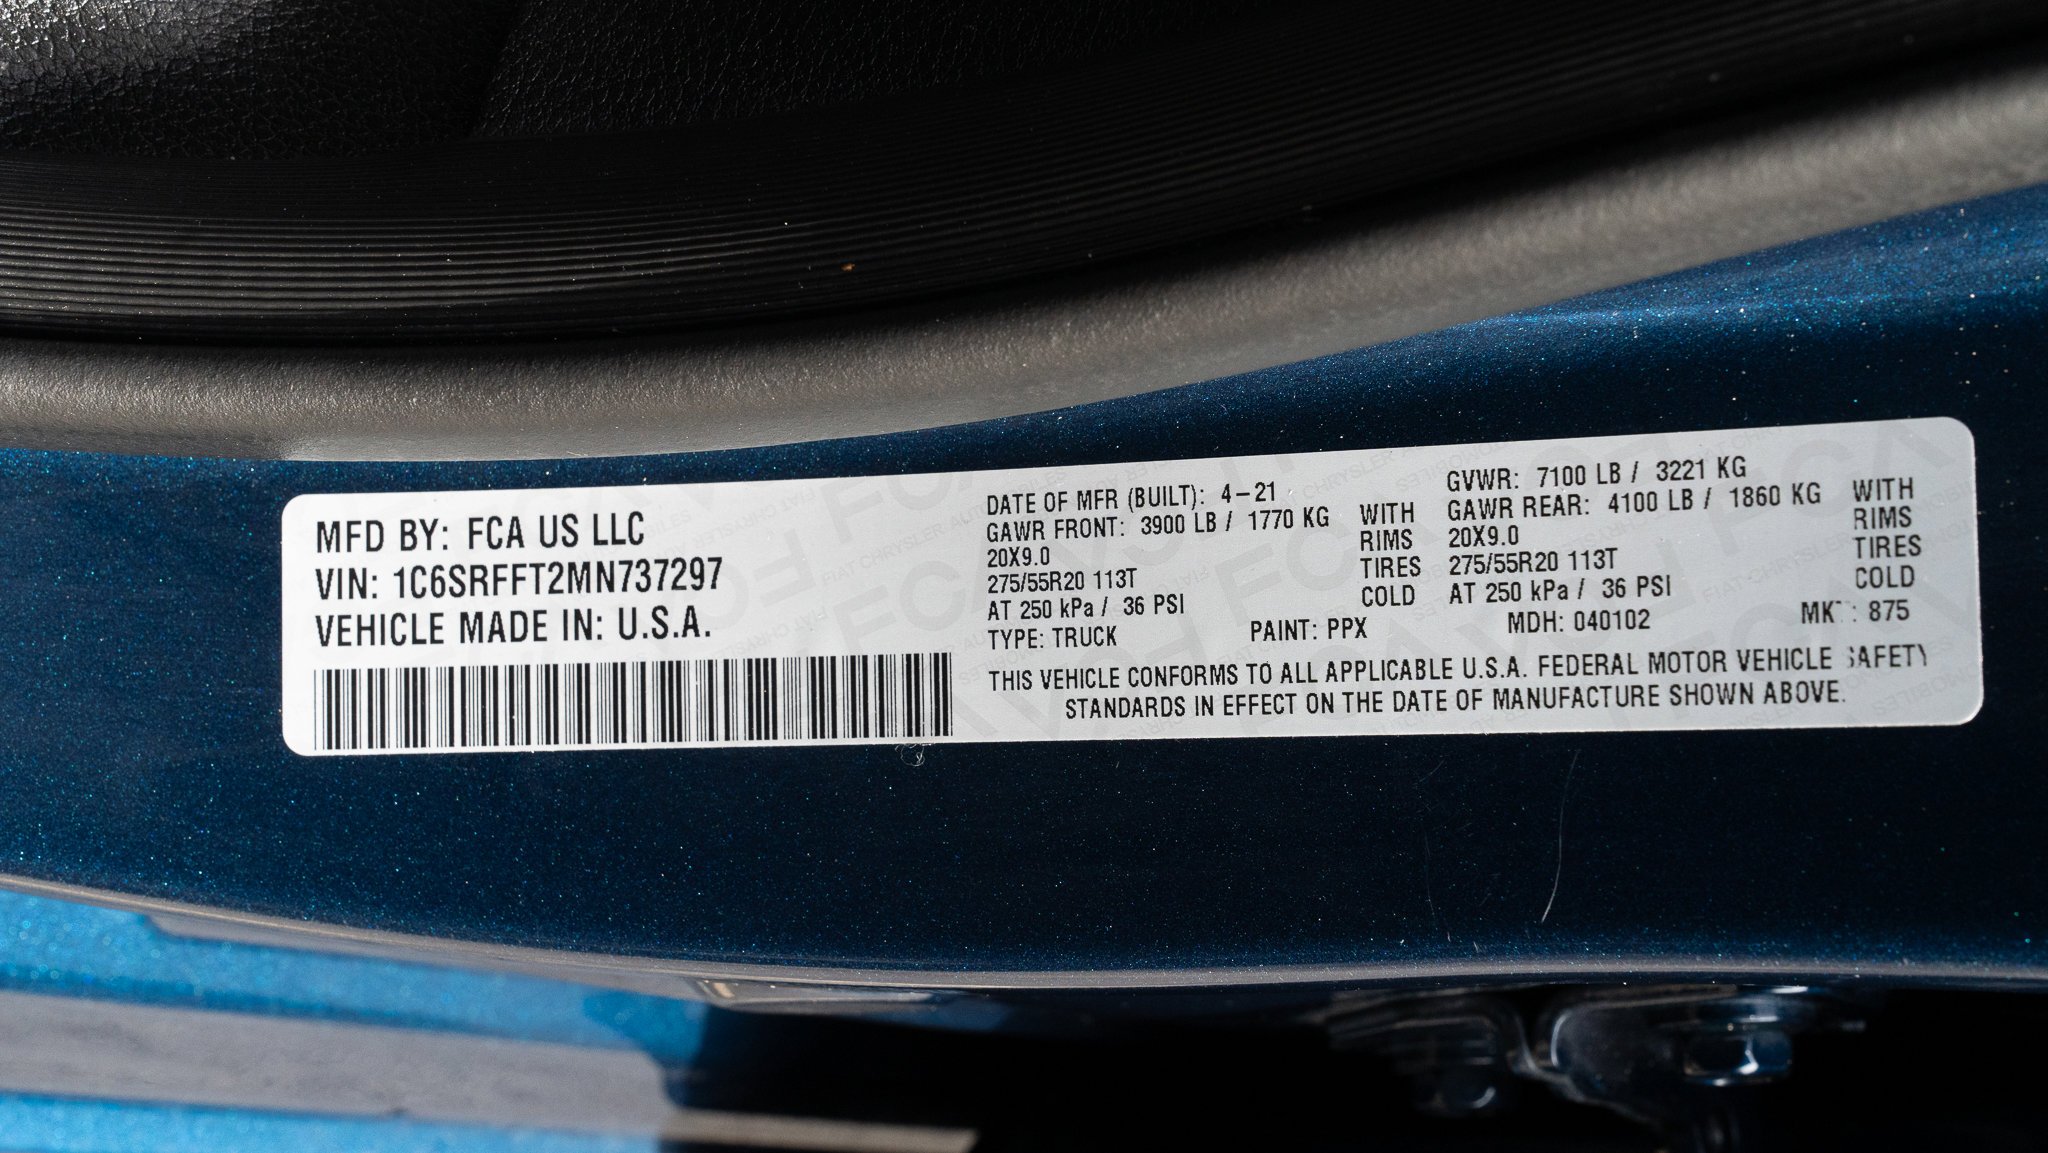 MFD BY: FCA US LLC
VIN: 1C6SRFFT2MN737297
VEHICLE MADE IN: U.S.A.
DATE OF MFR (BUILT): 4-21
GAWR FRONT: 3900 LB / 1770 KG WITH
20X9.0 RIMS
275/55R20 113T TIRES
AT 250 kPa / 36 PSI COLD
GVWR: 7100 LB / 3221 KG
GAWR REAR: 4100 LB / 1860 KG WITH
20X9.0 RIMS
275/55R20 113T TIRES
AT 250 kPa / 36 PSI COLD
TYPE: TRUCK PAINT: PPX MDH: 040102 : 875
THIS VEHICLE CONFORMS TO ALL APPLICABLE U.S.A. FEDERAL MOTOR VEHICLE SAFETY
STANDARDS IN EFFECT ON THE DATE OF MANUFACTURE SHOWN ABOVE.